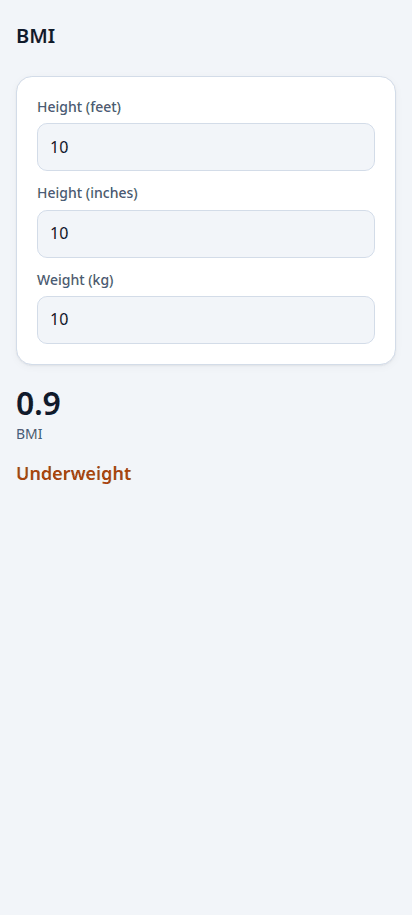 BMI
Height (feet)
10
Height (inches)
10
Weight (kg)
10
0.9
BMI
Underweight